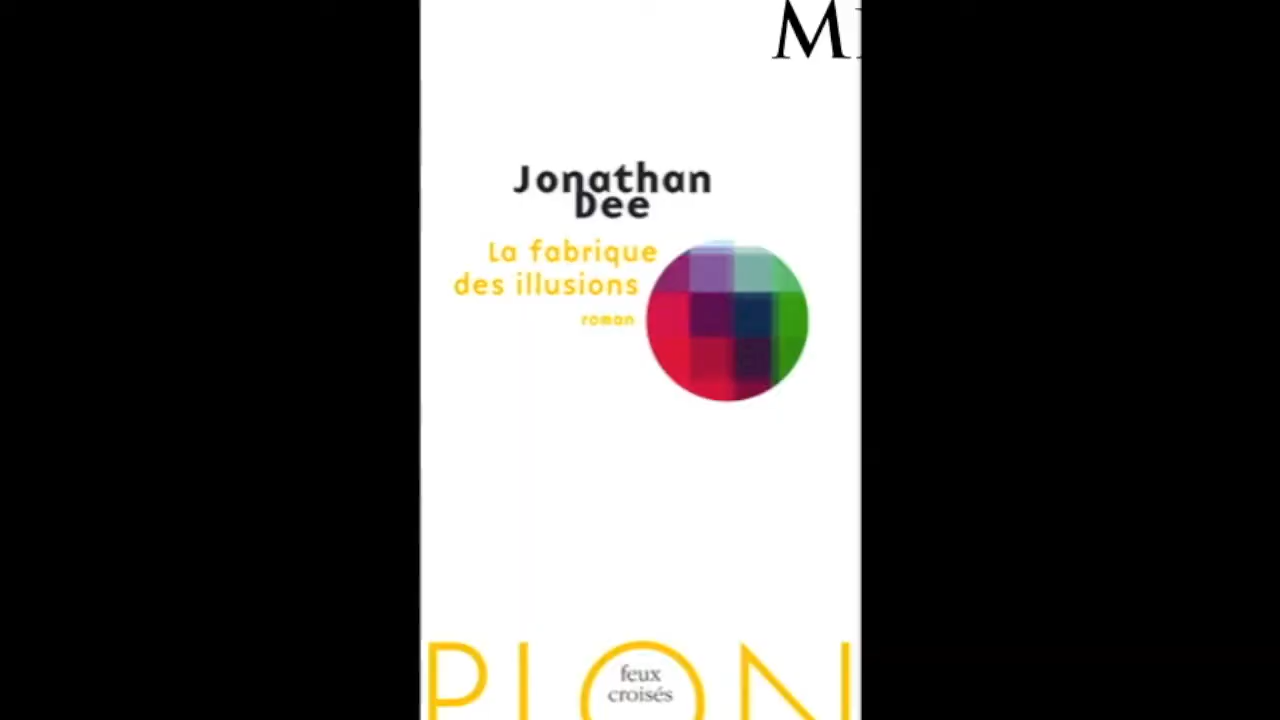 M
Jonathan
Dee
La fabrique
des illusions
roman
PLON
feux
croisés